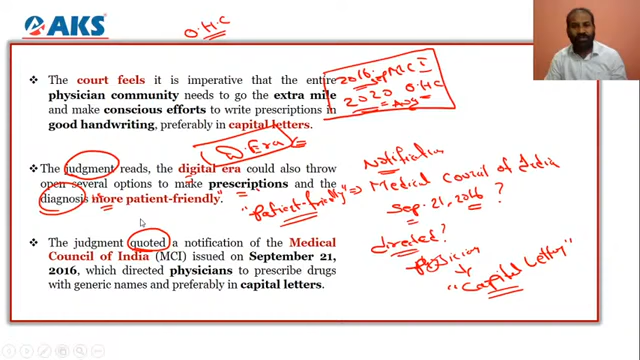 AKS
O.H.C
❖ The court feels it is imperative that the entire
physician community needs to go the extra mile
and make conscious efforts to write prescriptions in
good handwriting, preferably in capital letters.
2016 Sep MCI
2020 O.H.C
= Aug
D.Era
❖ The judgment reads, the digital era could also throw
open several options to make prescriptions and the
diagnosis "more patient-friendly".
Notification
"Patient-friendly" ⇒ Medical Council of India
Sep. 21, 2016 ?
❖ The judgment quoted a notification of the Medical
Council of India (MCI) issued on September 21,
2016, which directed physicians to prescribe drugs
with generic names and preferably in capital letters.
directed?
Physician
"Capital Letters"